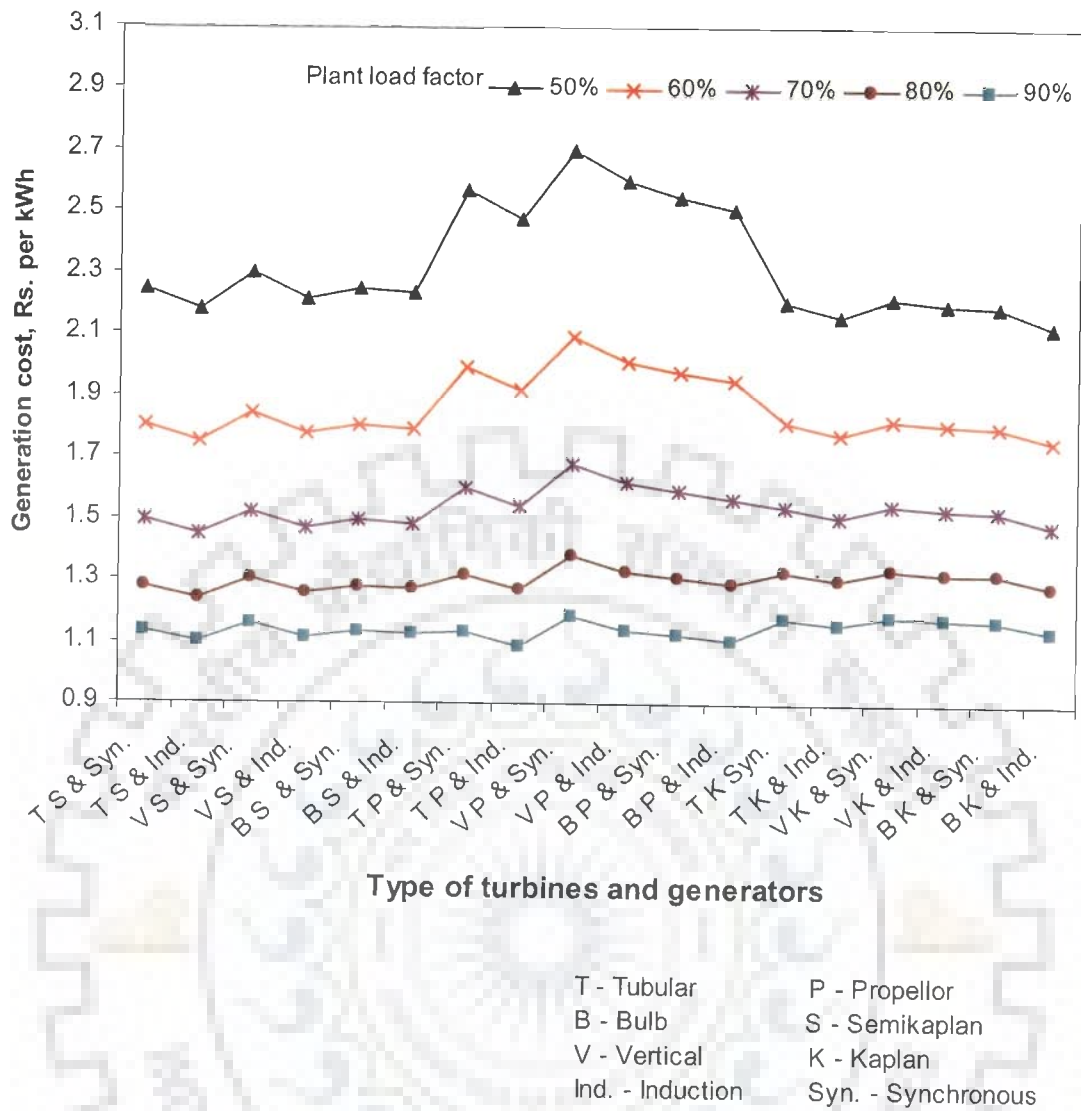 3.1
2.9
2.7
2.5
2.3
2.1
1.9
1.7
1.5
1.3
1.1
0.9
Generation cost, Rs. per kWh
Plant load factor 50% 60% 70% 80% 90%
T S & Syn.
T S & Ind.
V S & Syn.
V S & Ind.
B S & Syn.
B S & Ind.
T P & Syn.
T P & Ind.
V P & Syn.
V P & Ind.
B P & Syn.
B P & Ind.
T K Syn.
T K & Ind.
V K & Syn.
V K & Ind.
B K & Syn.
B K & Ind.
Type of turbines and generators
T - Tubular P - Propellor
B - Bulb S - Semikaplan
V - Vertical K - Kaplan
Ind. - Induction Syn. - Synchronous